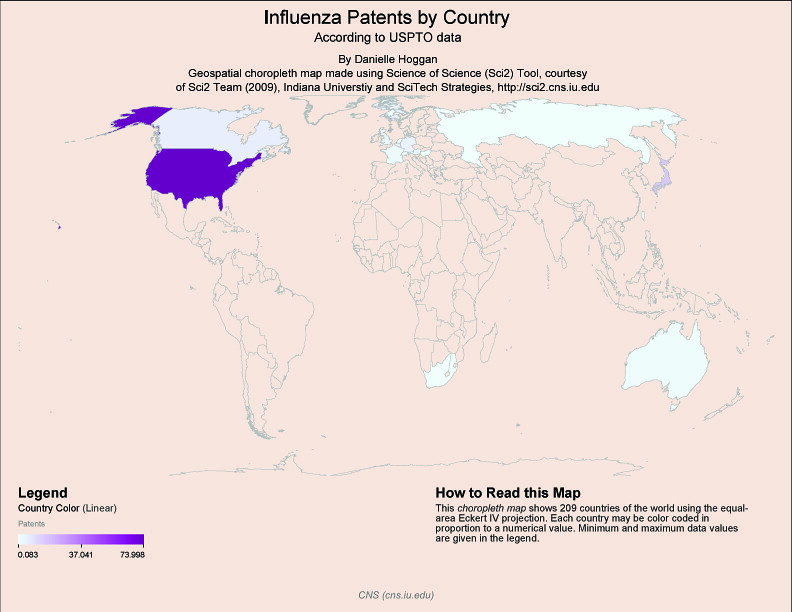 Influenza Patents by Country
According to USPTO data
By Danielle Hoggan
Geospatial choropleth map made using Science of Science (Sci2) Tool, courtesy
of Sci2 Team (2009), Indiana Universtiy and SciTech Strategies, http://sci2.cns.iu.edu
Legend
Country Color (Linear)
Patents
0.083 37.041 73.998
How to Read this Map
This choropleth map shows 209 countries of the world using the equal-
area Eckert IV projection. Each country may be color coded in
proportion to a numerical value. Minimum and maximum data values
are given in the legend.
CNS (cns.iu.edu)